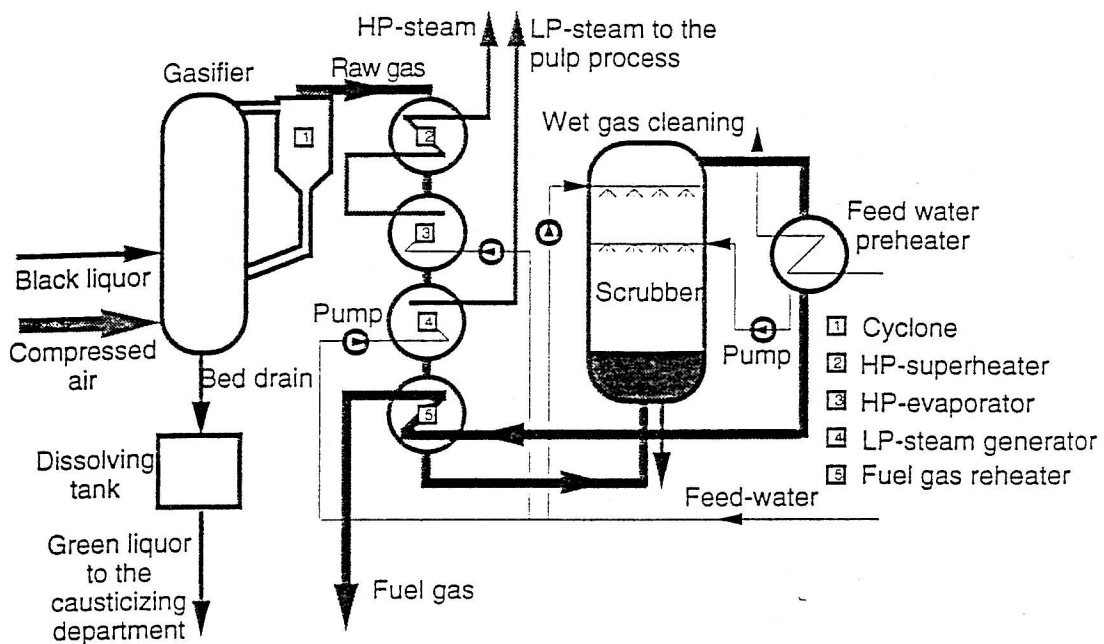 HP-steam
LP-steam to the
pulp process
Gasifier
Raw gas
1
2
3
4
5
Wet gas cleaning
Feed water
preheater
Black liquor
Compressed
air
Pump
Scrubber
Pump
Bed drain
1 Cyclone
2 HP-superheater
3 HP-evaporator
4 LP-steam generator
5 Fuel gas reheater
Dissolving
tank
Feed-water
Green liquor
to the
causticizing
department
Fuel gas